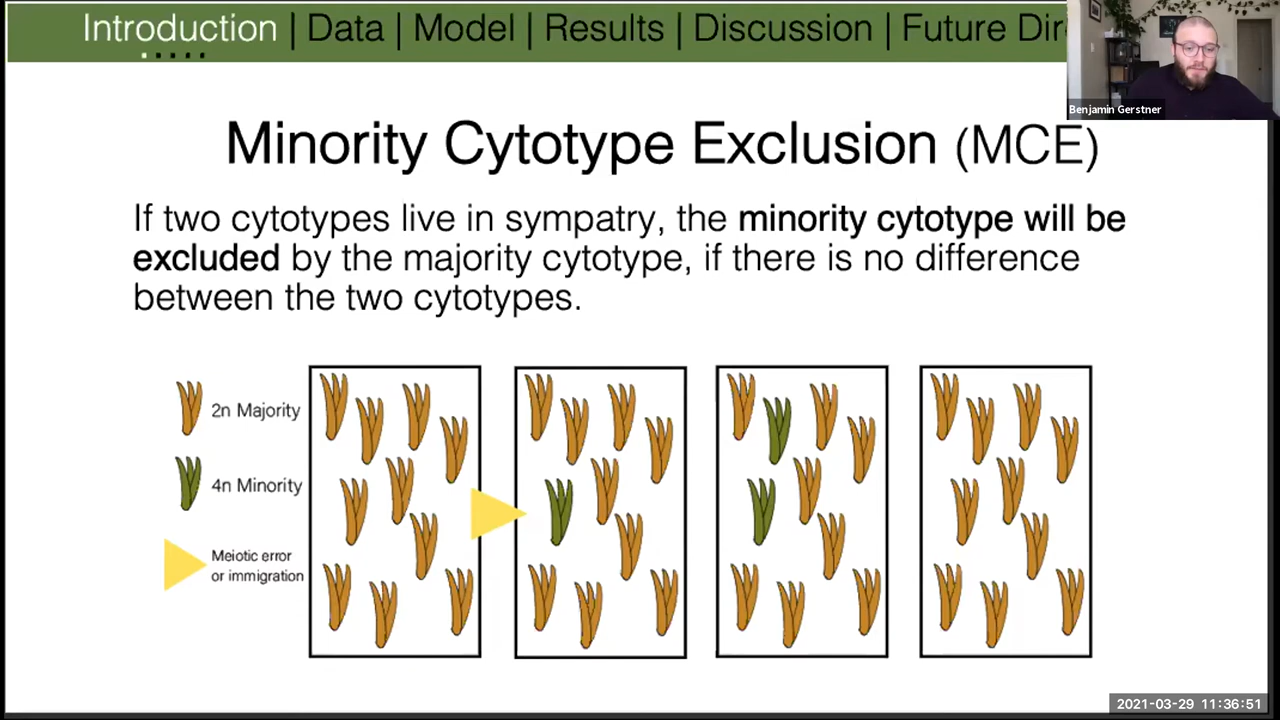 Introduction | Data | Model | Results | Discussion | Future
Benjamin Gerstner
Minority Cytotype Exclusion (MCE)
If two cytotypes live in sympatry, the minority cytotype will be
excluded by the majority cytotype, if there is no difference
between the two cytotypes.
2n Majority
4n Minority
Meiotic error
or immigration
2021-03-29 11:36:51